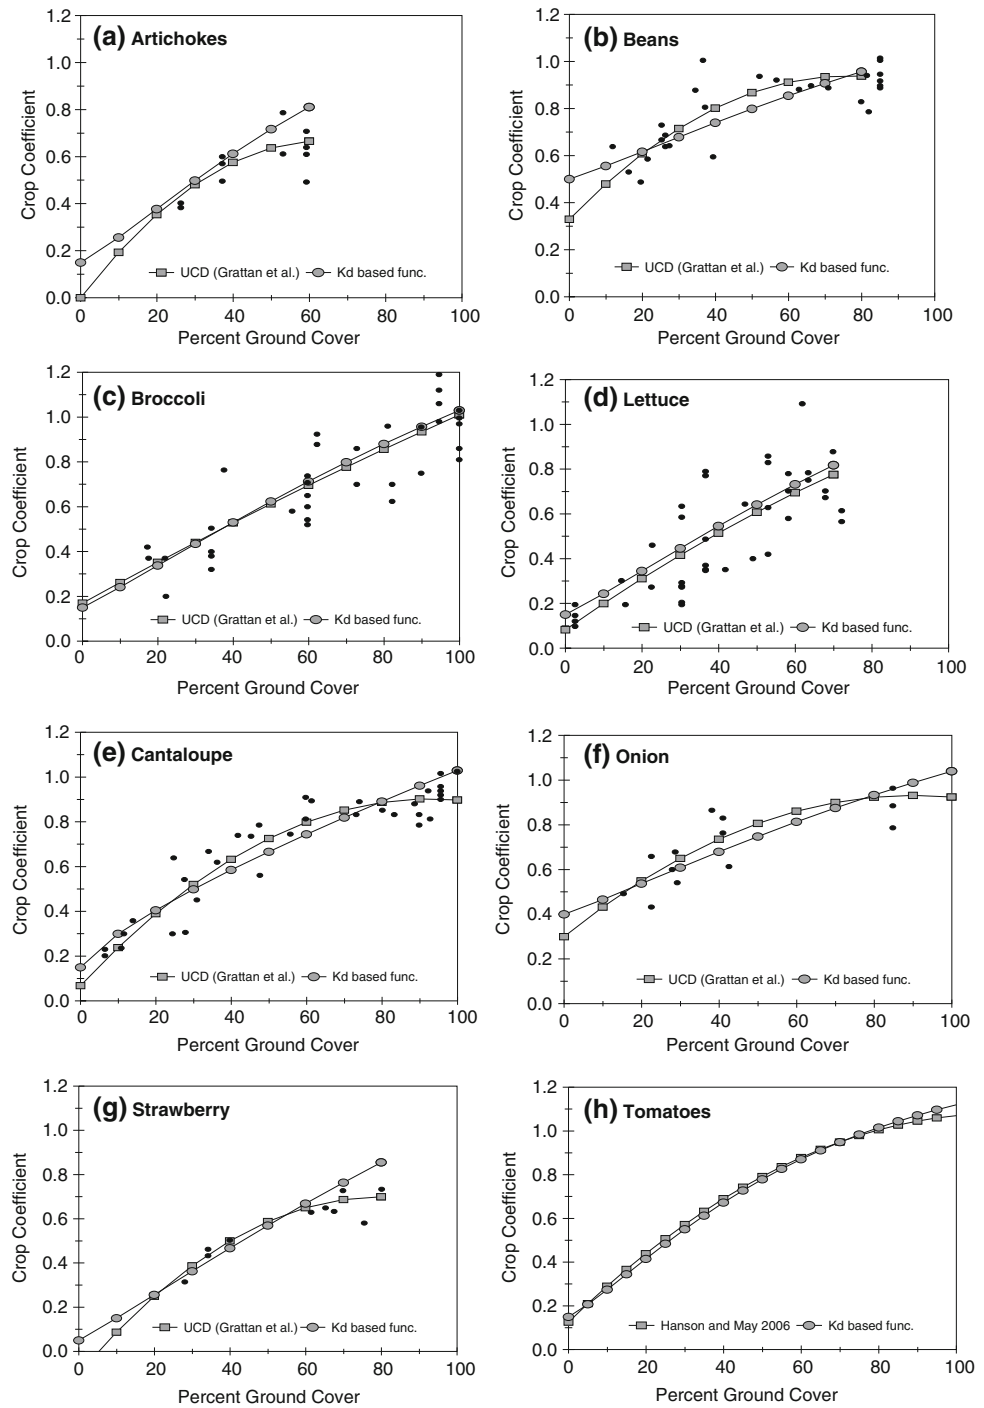 (a) Artichokes
1.2
1.0
0.8
0.6
0.4
0.2
0.0
Crop Coefficient
UCD (Grattan et al.)
Kd based func.
0 20 40 60 80 100
Percent Ground Cover
(b) Beans
1.2
1.0
0.8
0.6
0.4
0.2
0.0
Crop Coefficient
UCD (Grattan et al.)
Kd based func.
0 20 40 60 80 100
Percent Ground Cover
(c) Broccoli
1.2
1.0
0.8
0.6
0.4
0.2
0.0
Crop Coefficient
UCD (Grattan et al.)
Kd based func.
0 20 40 60 80 100
Percent Ground Cover
(d) Lettuce
1.2
1.0
0.8
0.6
0.4
0.2
0.0
Crop Coefficient
UCD (Grattan et al.)
Kd based func.
0 20 40 60 80 100
Percent Ground Cover
(e) Cantaloupe
1.2
1.0
0.8
0.6
0.4
0.2
0.0
Crop Coefficient
UCD (Grattan et al.)
Kd based func.
0 20 40 60 80 100
Percent Ground Cover
(f) Onion
1.2
1.0
0.8
0.6
0.4
0.2
0.0
Crop Coefficient
UCD (Grattan et al.)
Kd based func.
0 20 40 60 80 100
Percent Ground Cover
(g) Strawberry
1.2
1.0
0.8
0.6
0.4
0.2
0.0
Crop Coefficient
UCD (Grattan et al.)
Kd based func.
0 20 40 60 80 100
Percent Ground Cover
(h) Tomatoes
1.2
1.0
0.8
0.6
0.4
0.2
0.0
Crop Coefficient
Hanson and May 2006
Kd based func.
0 20 40 60 80 100
Percent Ground Cover